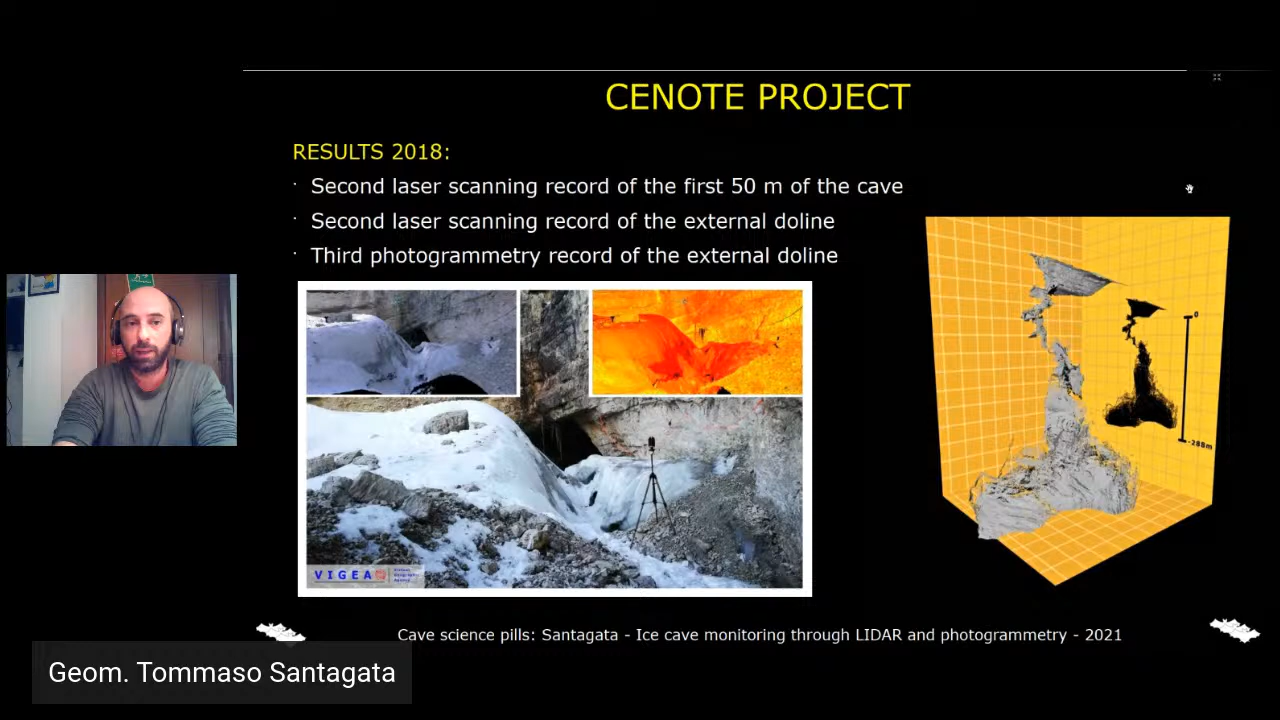 CENOTE PROJECT
RESULTS 2018:
· Second laser scanning record of the first 50 m of the cave
· Second laser scanning record of the external doline
· Third photogrammetry record of the external doline
0
-288m
VIGEA
Cave science pills: Santagata - Ice cave monitoring through LIDAR and photogrammetry - 2021
Geom. Tommaso Santagata